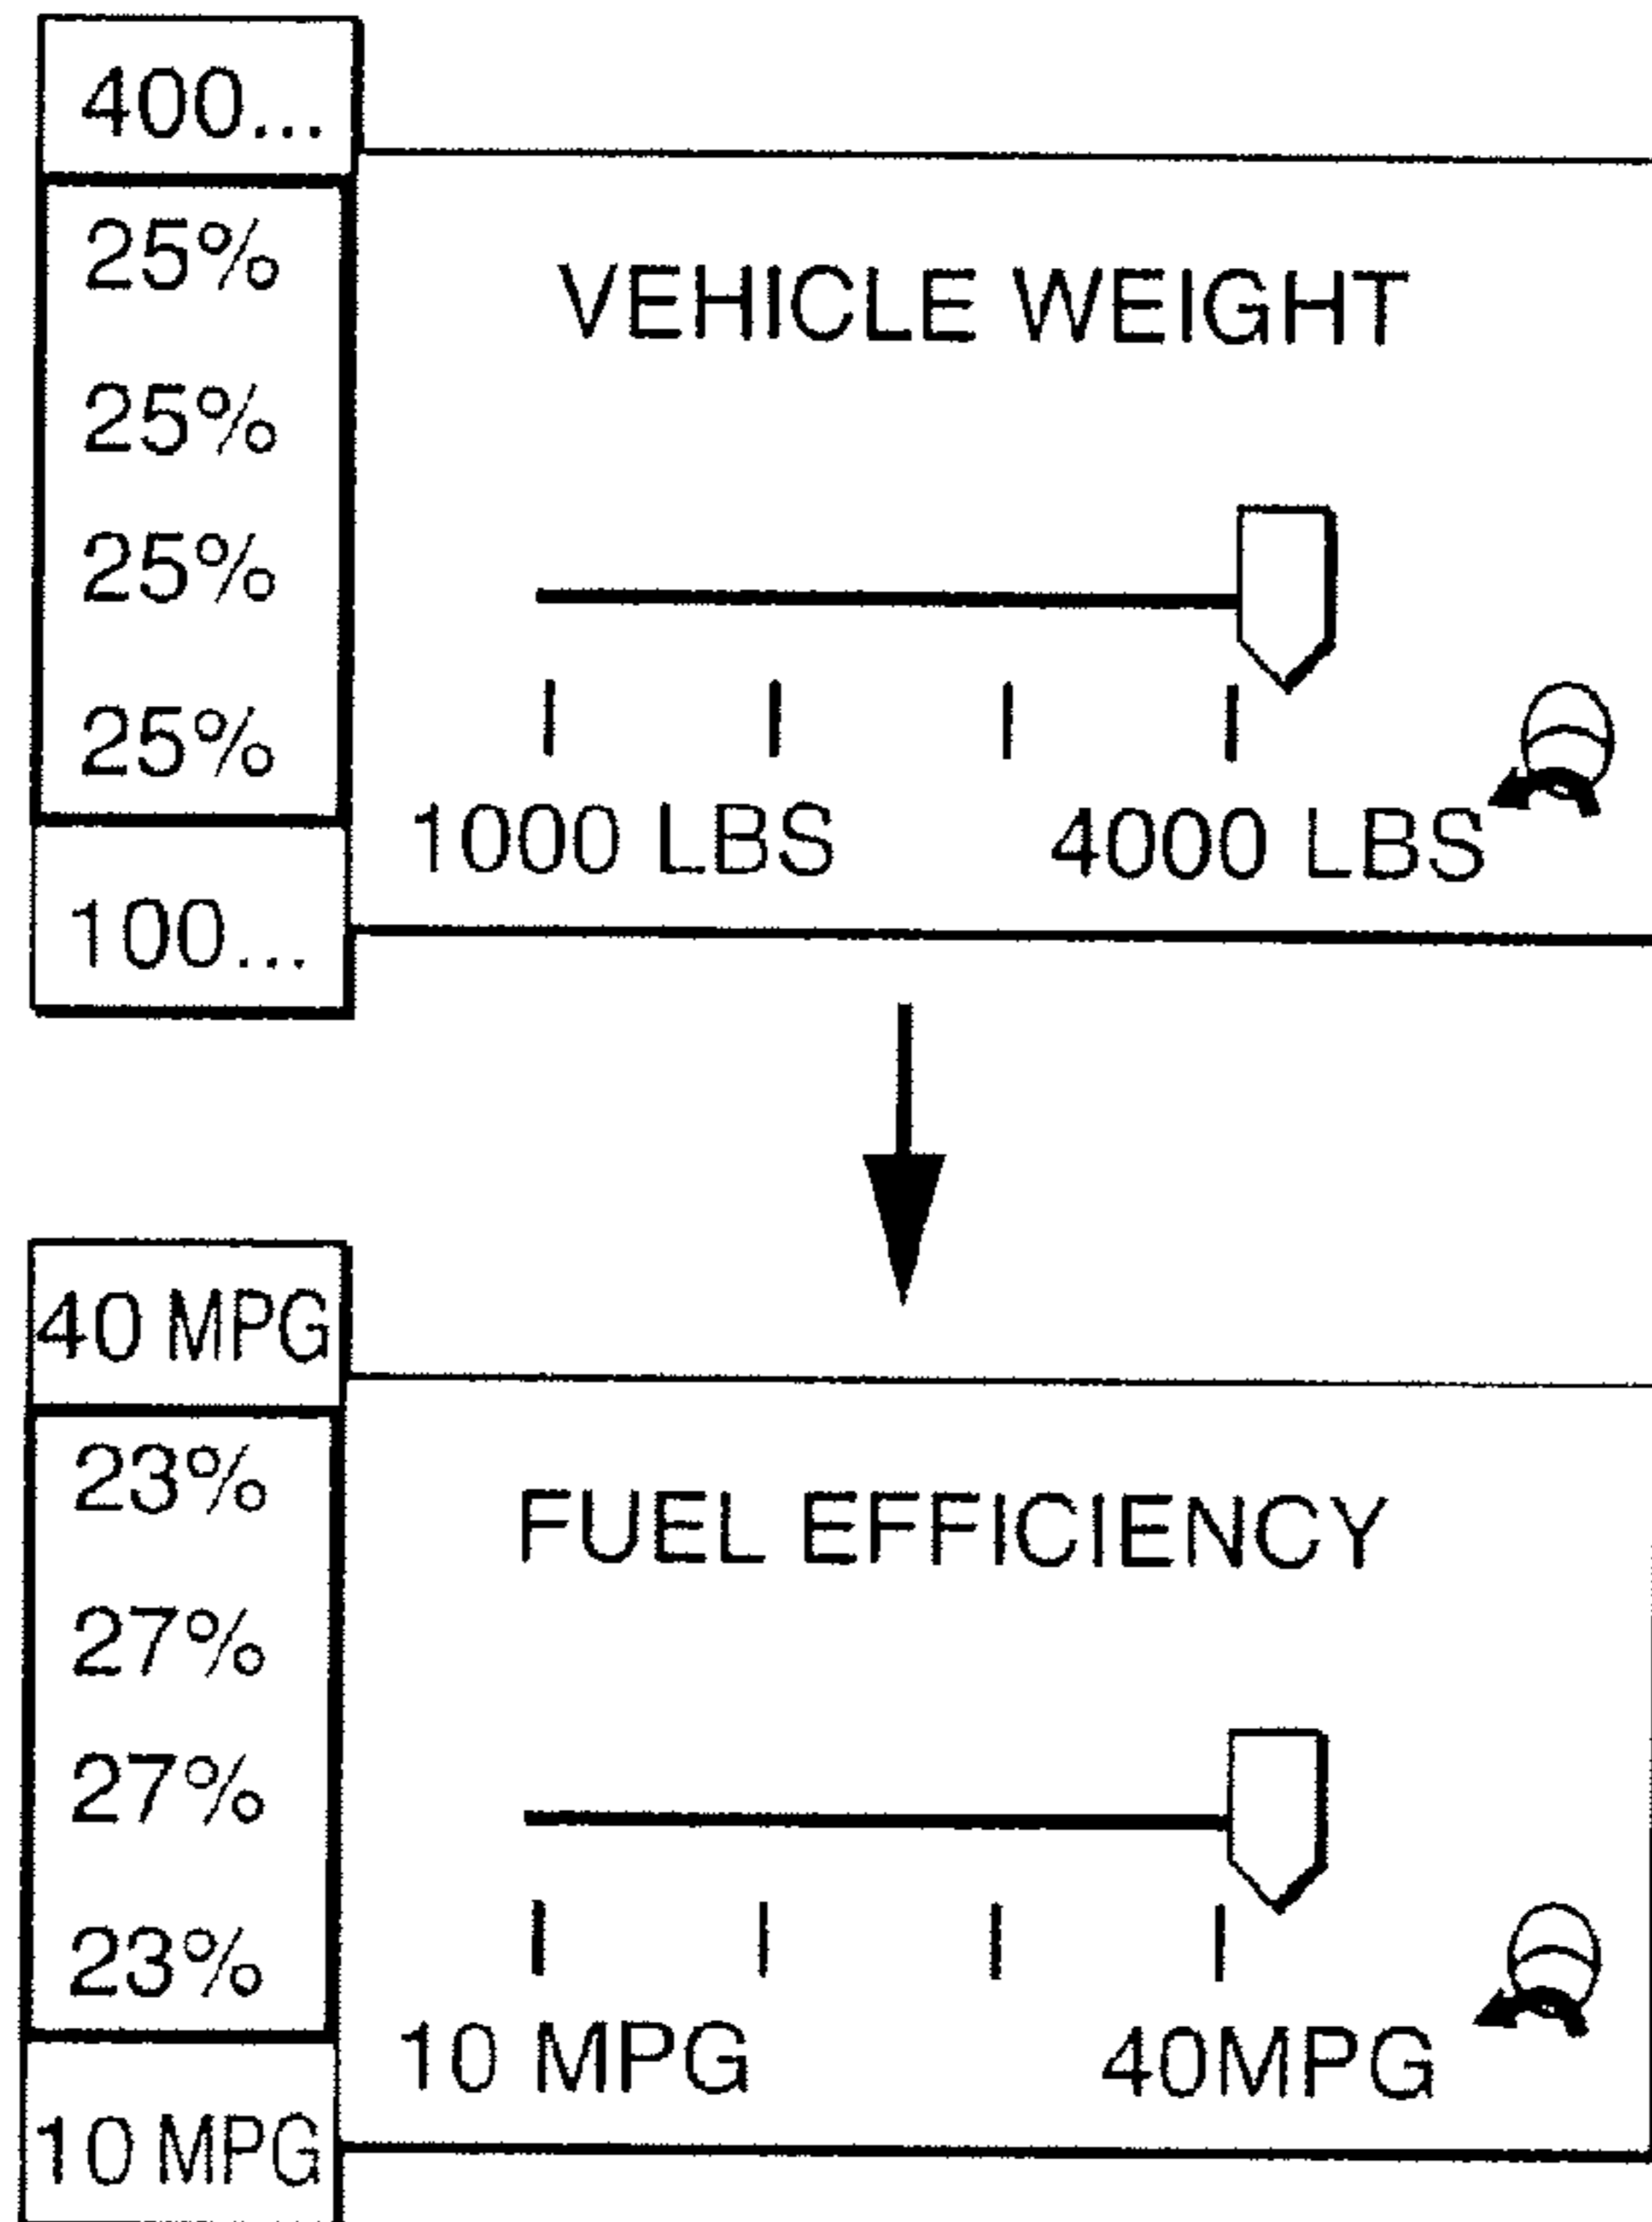 400...
25%
VEHICLE WEIGHT
25%
25%
25%
1000 LBS 4000 LBS
100...
40 MPG
23%
FUEL EFFICIENCY
27%
27%
23%
10 MPG 40MPG
10 MPG